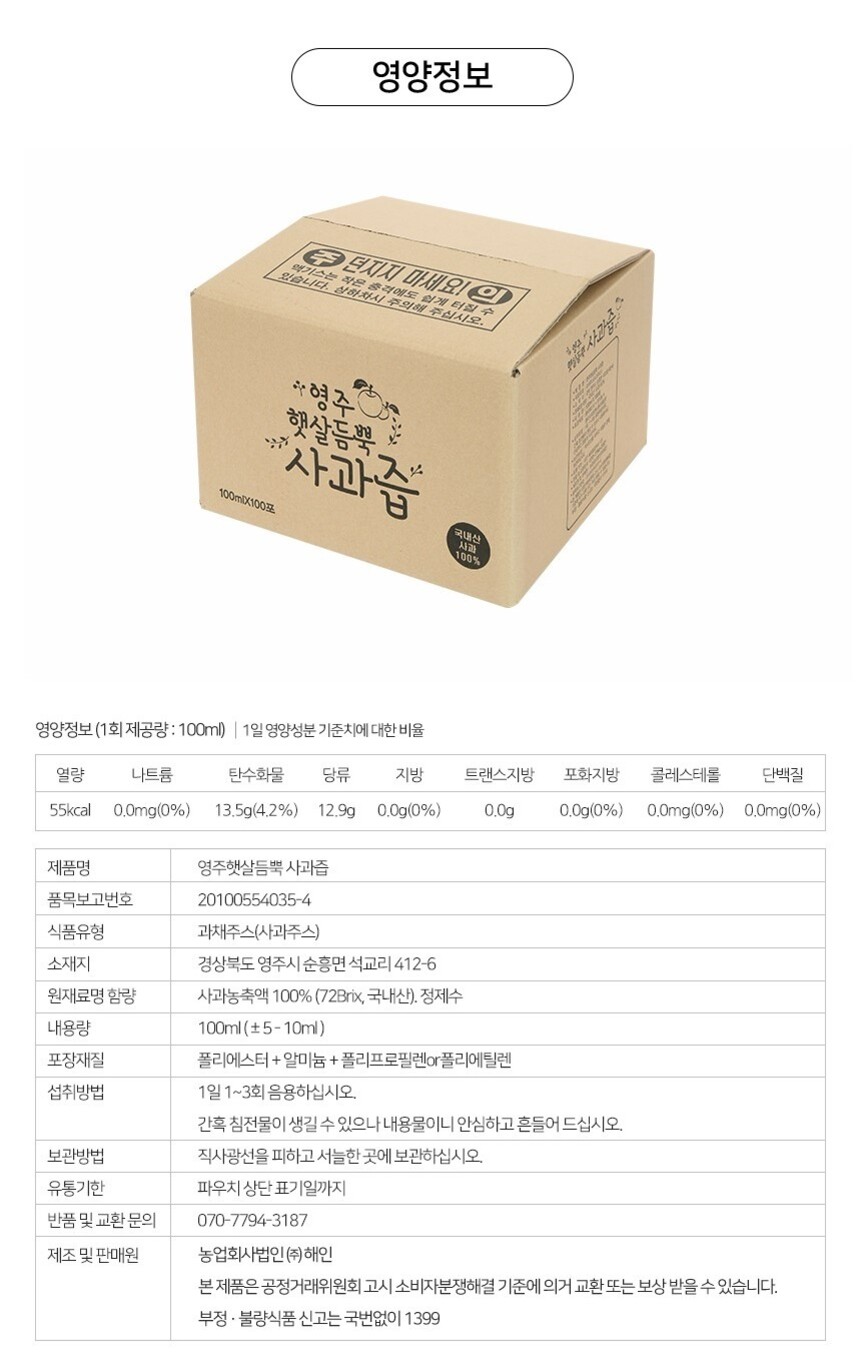 영양정보
주 던지지 마세요! 의
액기스는 작은 충격에도 쉽게 터질 수
있습니다. 상하차시 주의해 주십시오.
영주
햇살듬뿍
사과즙
100mlX100포
국내산
사과
100%
영주
햇살듬뿍 사과즙
영양정보 (1회 제공량 : 100ml) | 1일 영양성분 기준치에 대한 비율
열량 나트륨 탄수화물 당류 지방 트랜스지방 포화지방 콜레스테롤 단백질
55kcal 0.0mg(0%) 13.5g(4.2%) 12.9g 0.0g(0%) 0.0g 0.0g(0%) 0.0mg(0%) 0.0mg(0%)
제품명 영주햇살듬뿍 사과즙
품목보고번호 20100554035-4
식품유형 과채주스(사과주스)
소재지 경상북도 영주시 순흥면 석교리 412-6
원재료명 함량 사과농축액 100% (72Brix, 국내산). 정제수
내용량 100ml ( ± 5 - 10ml )
포장재질 폴리에스터 + 알미늄 + 폴리프로필렌or폴리에틸렌
섭취방법 1일 1~3회 음용하십시오.
간혹 침전물이 생길 수 있으나 내용물이니 안심하고 흔들어 드십시오.
보관방법 직사광선을 피하고 서늘한 곳에 보관하십시오.
유통기한 파우치 상단 표기일까지
반품 및 교환 문의 070-7794-3187
제조 및 판매원 농업회사법인 ㈜ 해인
본 제품은 공정거래위원회 고시 소비자분쟁해결 기준에 의거 교환 또는 보상 받을 수 있습니다.
부정 · 불량식품 신고는 국번없이 1399